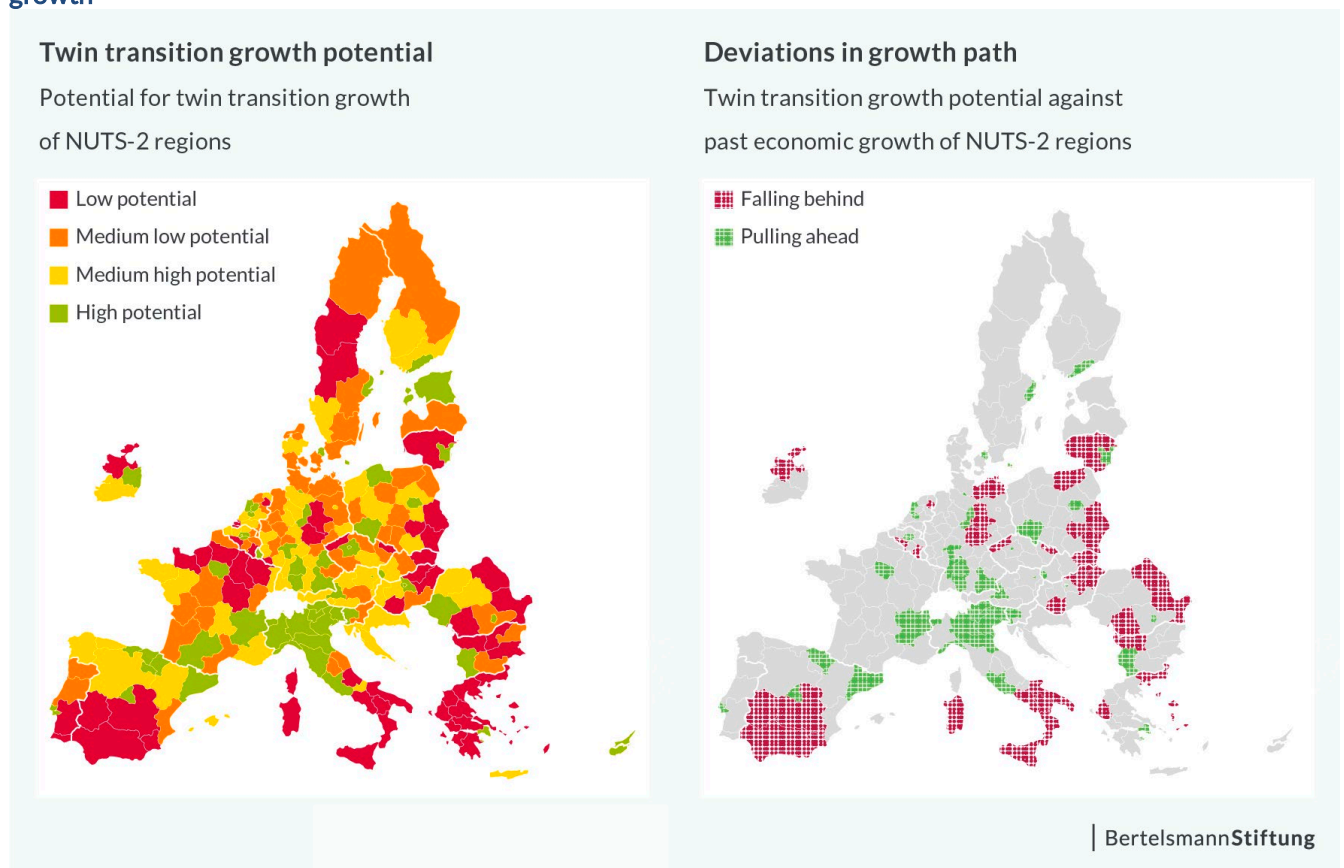 growth
Twin transition growth potential
Potential for twin transition growth
of NUTS-2 regions
Low potential
Medium low potential
Medium high potential
High potential
Deviations in growth path
Twin transition growth potential against
past economic growth of NUTS-2 regions
Falling behind
Pulling ahead
BertelsmannStiftung